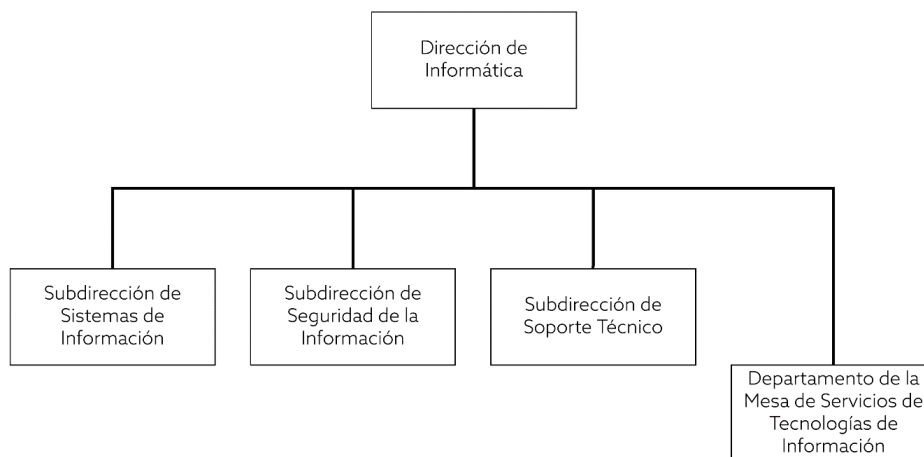 Dirección de
Informática
Subdirección de
Sistemas de
Información
Subdirección de
Seguridad de la
Información
Subdirección de
Soporte Técnico
Departamento de la
Mesa de Servicios de
Tecnologías de
Información